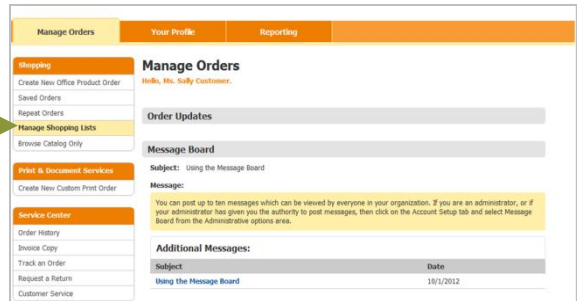 Manage Orders
Your Profile
Reporting
Shopping
Create New Office Product Order
Saved Orders
Repeat Orders
Manage Shopping Lists
Browse Catalog Only
Print & Document Services
Create New Custom Print Order
Service Center
Order History
Invoice Copy
Track an Order
Request a Return
Customer Service
Manage Orders
Hello, Ms. Sally Customer.
Order Updates
Message Board
Subject: Using the Message Board
Message:
You can post up to ten messages which can be viewed by everyone in your organization. If you are an administrator, or if
your administrator has given you the authority to post messages, then click on the Account Setup tab and select Message
Board from the Administrative options area.
Additional Messages:
Subject Date
Using the Message Board 10/1/2012